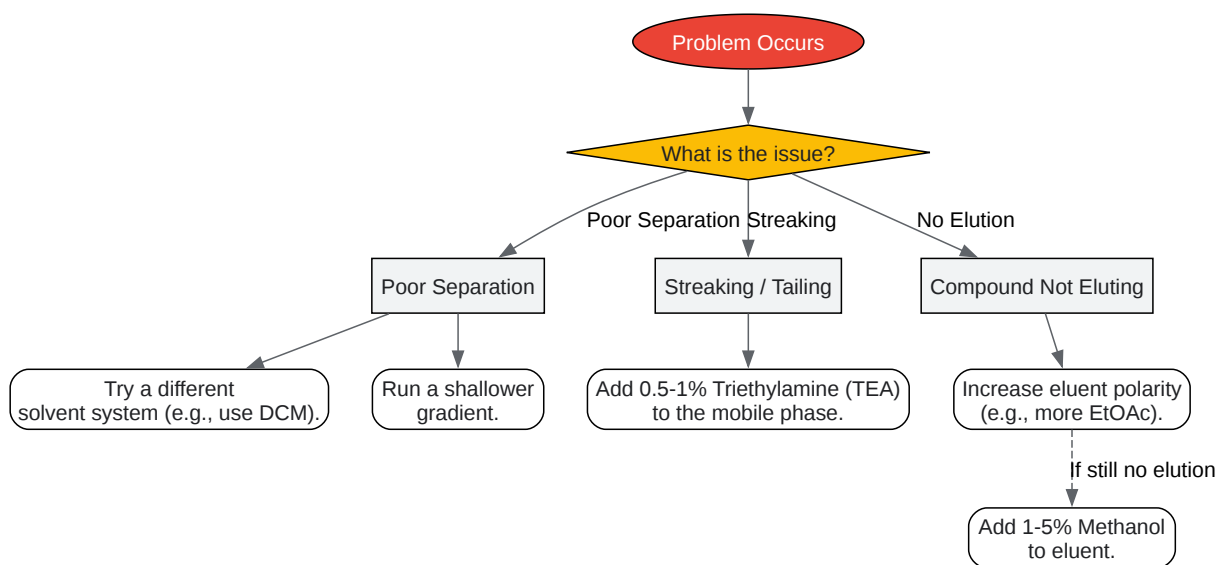 Problem Occurs
What is the issue?
Poor Separation
Streaking
No Elution
Poor Separation
Streaking / Tailing
Compound Not Eluting
Try a different
solvent system (e.g., use DCM).
Run a shallower
gradient.
Add 0.5-1% Triethylamine (TEA)
to the mobile phase.
Increase eluent polarity
(e.g., more EtOAc).
If still no elution
Add 1-5% Methanol
to eluent.